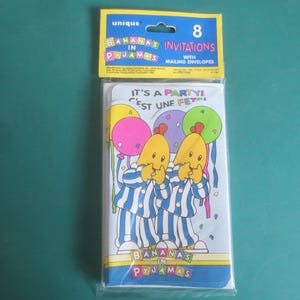 unique
8
BANANAS
IN
PYJAMAS
INVITATIONS
WITH
MAILING ENVELOPES
IT'S A PARTY!
C'EST UNE FETE!
BANANAS
IN
PYJAMAS